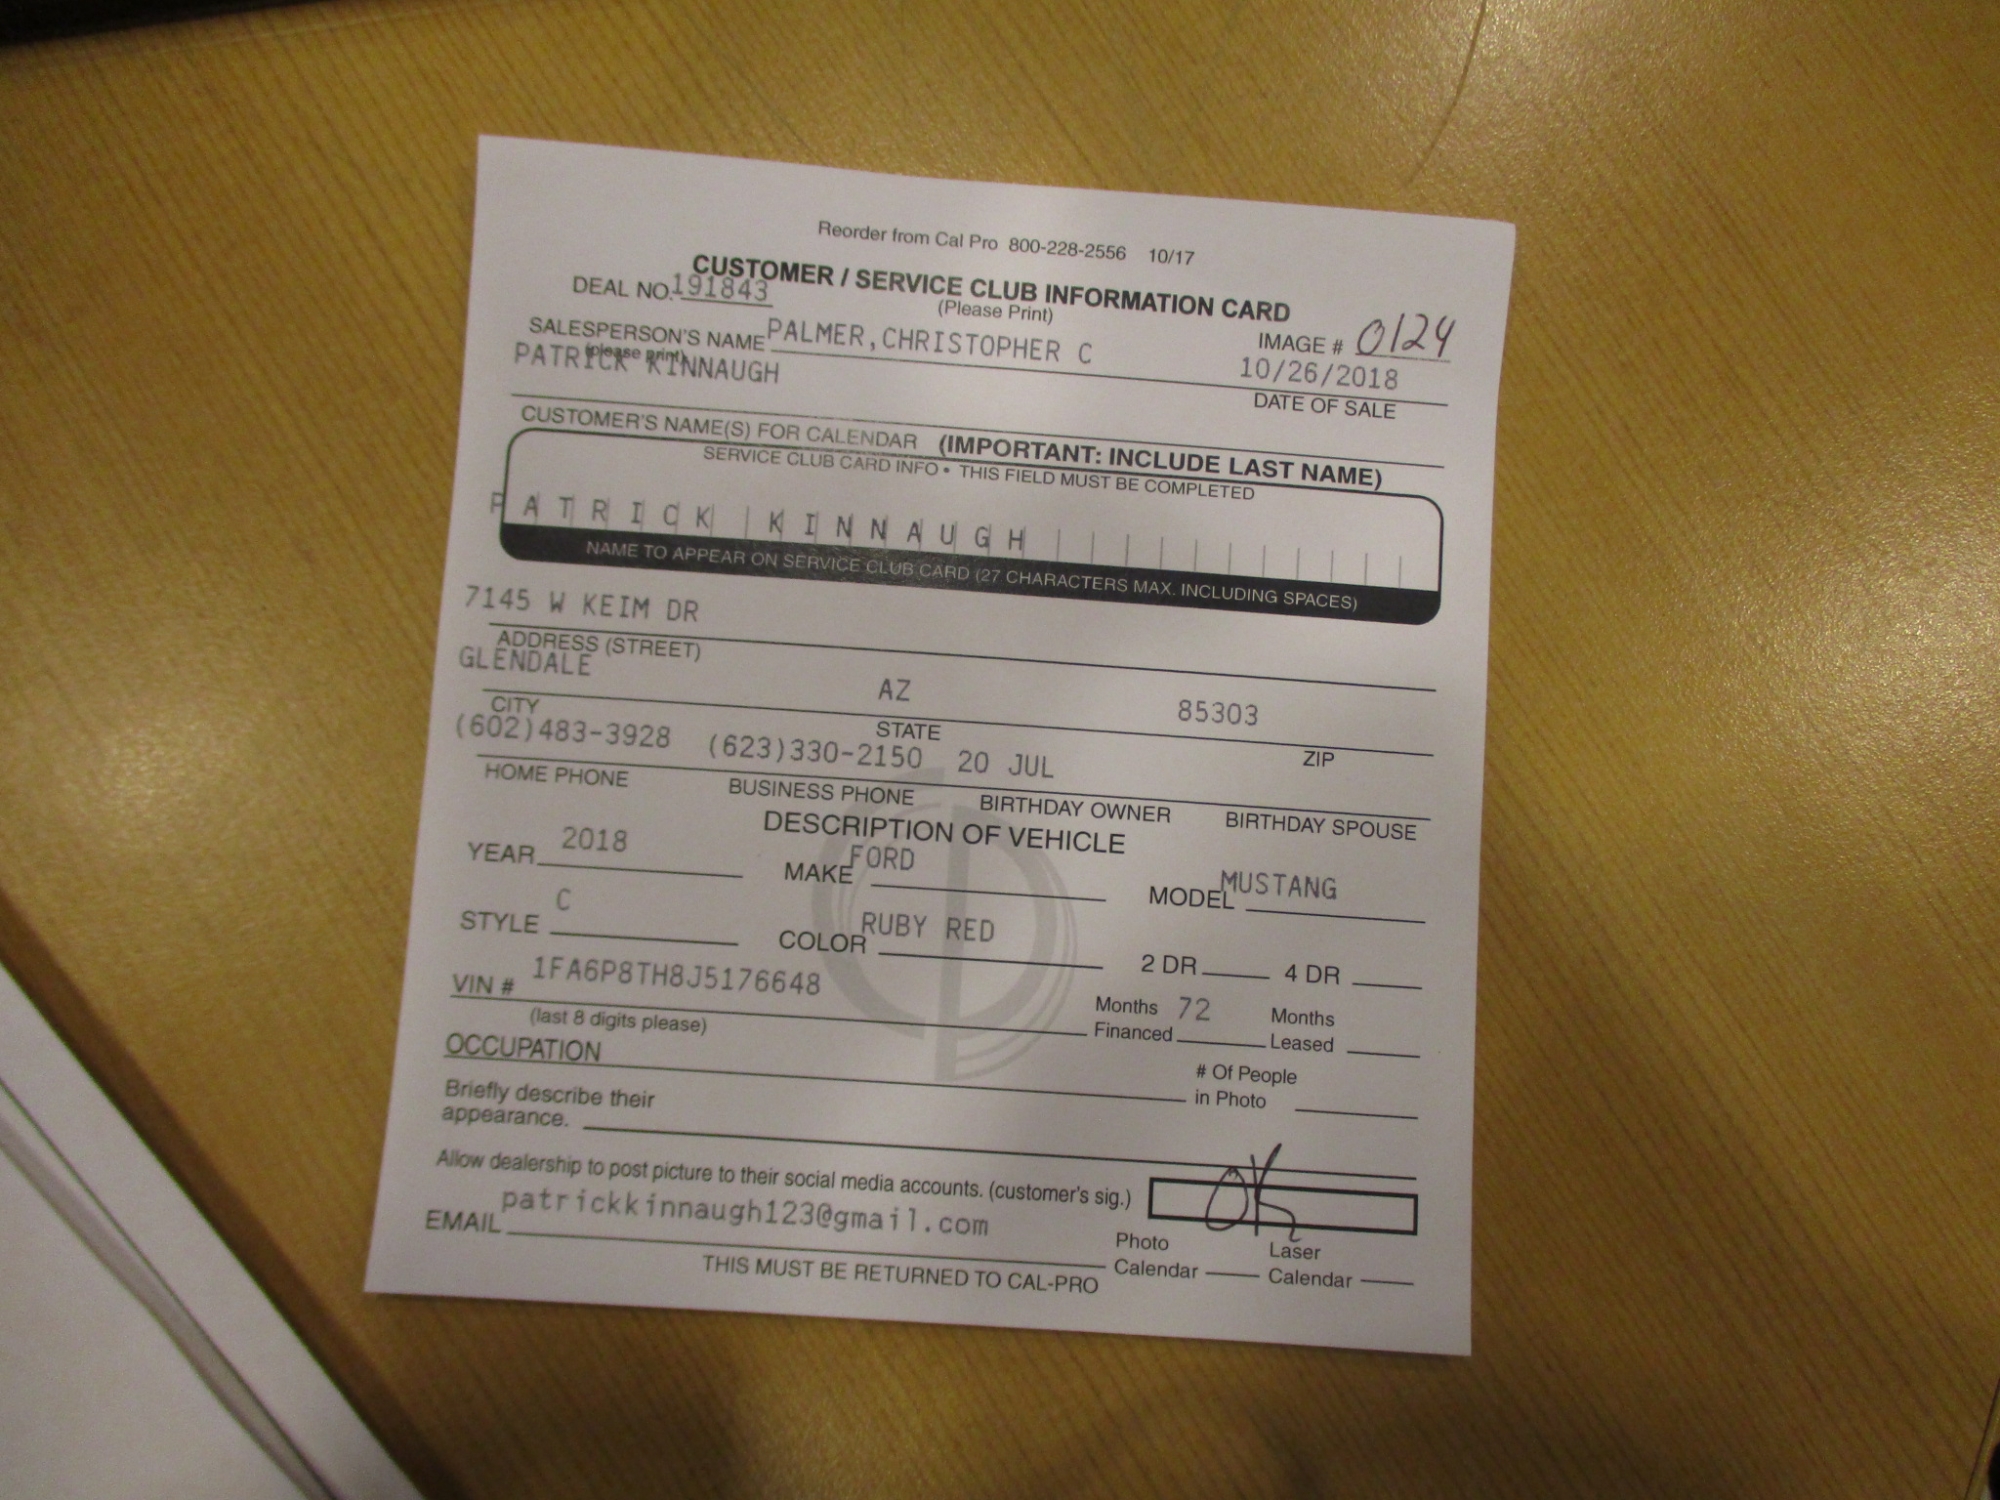 Reorder from Cal Pro 800-228-2556 10/17
CUSTOMER / SERVICE CLUB INFORMATION CARD
DEAL NO. 191843 (Please Print)
SALESPERSON'S NAME PALMER,CHRISTOPHER C IMAGE # 0124
(please print)
PATRICK KINNAUGH 10/26/2018
DATE OF SALE
CUSTOMER'S NAME(S) FOR CALENDAR (IMPORTANT: INCLUDE LAST NAME)
SERVICE CLUB CARD INFO • THIS FIELD MUST BE COMPLETED
PATRICK KINNAUGH
NAME TO APPEAR ON SERVICE CLUB CARD (27 CHARACTERS MAX. INCLUDING SPACES)
7145 W KEIM DR
ADDRESS (STREET)
GLENDALE AZ 85303
CITY STATE ZIP
(602)483-3928 (623)330-2150 20 JUL
HOME PHONE BUSINESS PHONE BIRTHDAY OWNER BIRTHDAY SPOUSE
DESCRIPTION OF VEHICLE
YEAR 2018 MAKE FORD MODEL MUSTANG
STYLE C COLOR RUBY RED 2 DR 4 DR
VIN # 1FA6P8TH8J5176648 Months 72 Months
(last 8 digits please) Financed Leased
OCCUPATION # Of People
in Photo
Briefly describe their
appearance.
Allow dealership to post picture to their social media accounts. (customer's sig.) OK
EMAIL patrickkinnaugh123@gmail.com Photo Laser
Calendar Calendar
THIS MUST BE RETURNED TO CAL-PRO